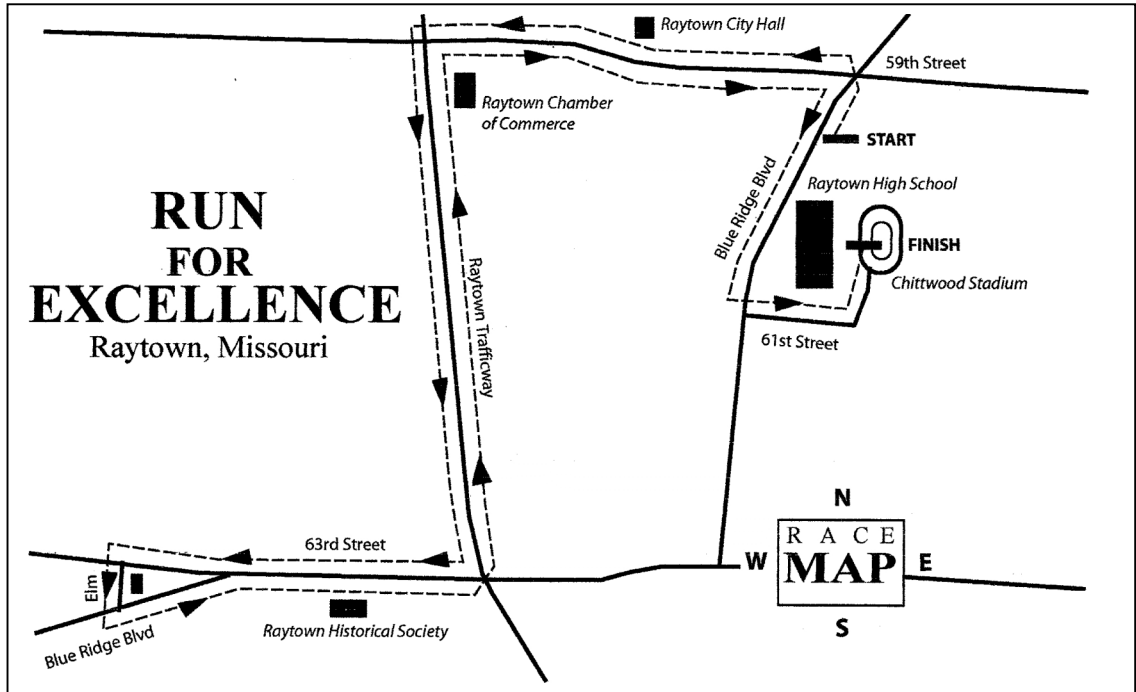 Raytown City Hall
59th Street
Raytown Chamber
of Commerce
START
Raytown High School
Blue Ridge Blvd
RUN
FOR
EXCELLENCE
Raytown, Missouri
FINISH
Chittwood Stadium
Raytown Trafficway
61st Street
N
RACE
MAP
W
E
S
63rd Street
Elm
Blue Ridge Blvd
Raytown Historical Society